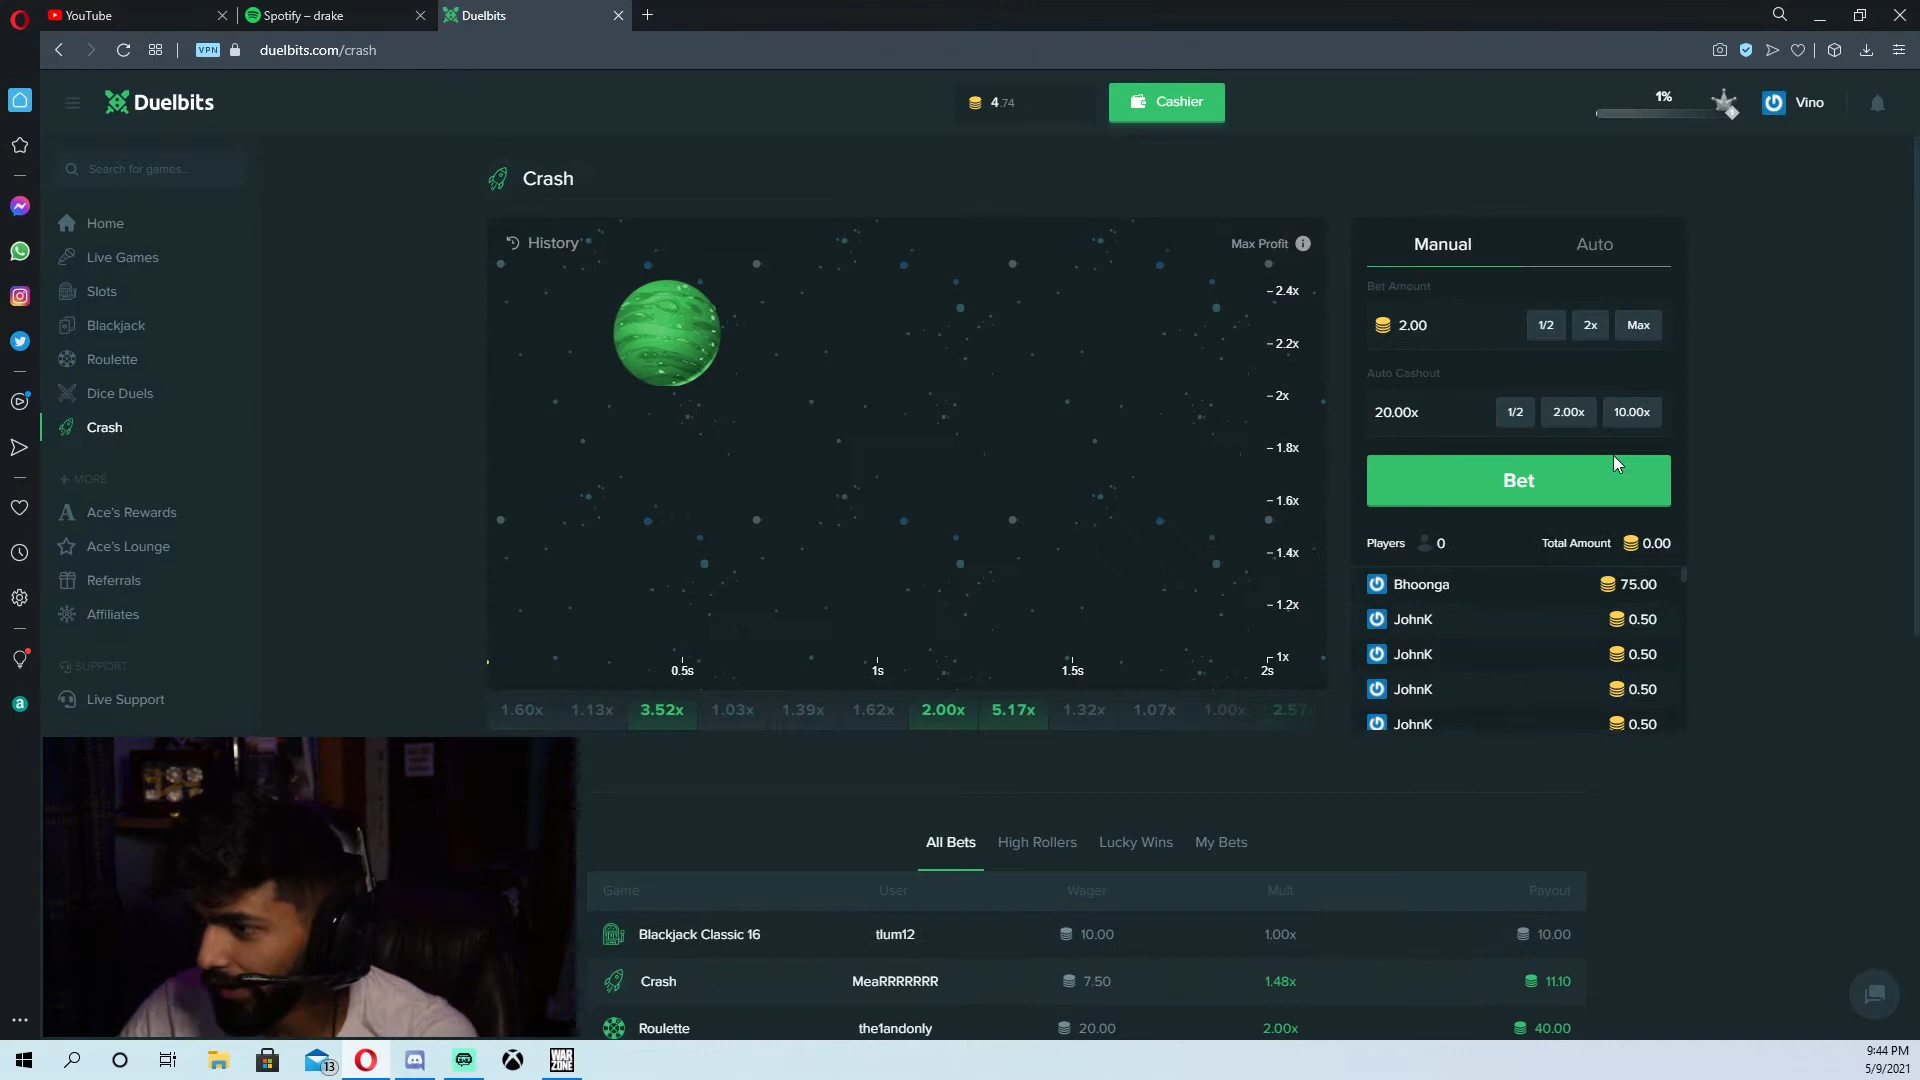 YouTube
Spotify – drake
Duelbits
VPN
duelbits.com/crash
Duelbits
4.74
Cashier
1%
Vino
Search for games...
Home
Live Games
Slots
Blackjack
Roulette
Dice Duels
Crash
MORE
Ace's Rewards
Ace's Lounge
Referrals
Affiliates
SUPPORT
Live Support
Crash
History
Max Profit
2.4x
2.2x
2x
1.8x
1.6x
1.4x
1.2x
1x
0.5s 1s 1.5s 2s
1.60x 1.13x 3.52x 1.03x 1.39x 1.62x 2.00x 5.17x 1.32x 1.07x 1.00x 2.57x
Manual Auto
Bet Amount
2.00 1/2 2x Max
Auto Cashout
20.00x 1/2 2.00x 10.00x
Bet
Players 0 Total Amount 0.00
Bhoonga 75.00
JohnK 0.50
JohnK 0.50
JohnK 0.50
JohnK 0.50
All Bets High Rollers Lucky Wins My Bets
Game User Wager Mult Payout
Blackjack Classic 16 tlum12 10.00 1.00x 10.00
Crash MeaRRRRRRR 7.50 1.48x 11.10
Roulette the1andonly 20.00 2.00x 40.00
13
WAR
ZONE
9:44 PM
5/9/2021